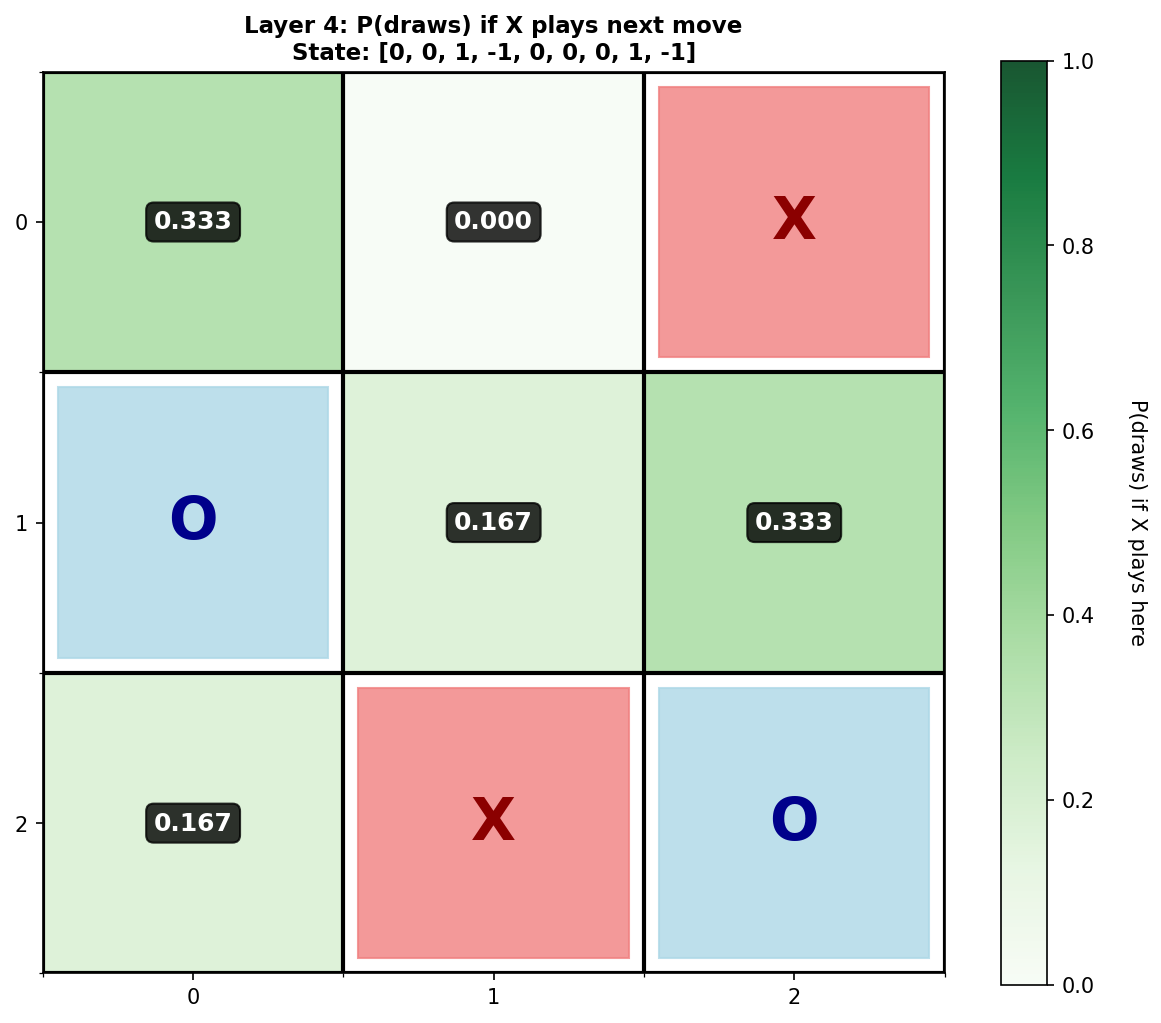 Layer 4: P(draws) if X plays next move
State: [0, 0, 1, -1, 0, 0, 0, 1, -1]
0
0.333
0.000
X
1
O
0.167
0.333
2
0.167
X
O
0
1
2
1.0
0.8
0.6
0.4
0.2
0.0
P(draws) if X plays here